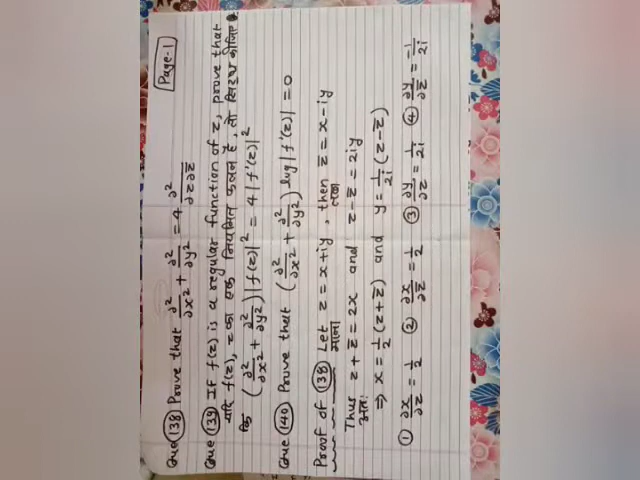 Page-1
Que (138) Prove that ∂²/∂x² + ∂²/∂y² = 4 ∂²/∂z∂z̅
Que (139) If f(z) is a regular function of z, prove that
यदि f(z), z का एक नियमित फलन है, तो सिद्ध कीजिए
कि (∂²/∂x² + ∂²/∂y²)|f(z)|² = 4|f'(z)|²
Que (140) Prove that (∂²/∂x² + ∂²/∂y²) log|f'(z)| = 0
Proof of (138) Let z = x+iy, then z̅ = x-iy
माना तब
Thus z + z̅ = 2x and z - z̅ = 2iy
अतः
⇒ x = 1/2 (z+z̅) and y = 1/2i (z-z̅)
① ∂x/∂z = 1/2 ② ∂x/∂z̅ = 1/2 ③ ∂y/∂z = 1/2i ④ ∂y/∂z̅ = -1/2i